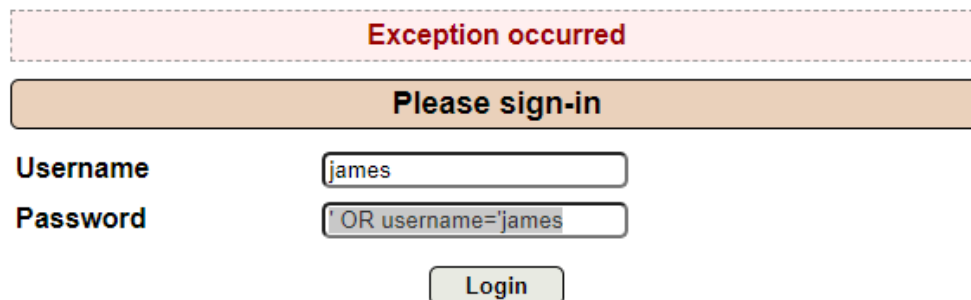 Exception occurred
Please sign-in
Username james
Password ' OR username='james
Login